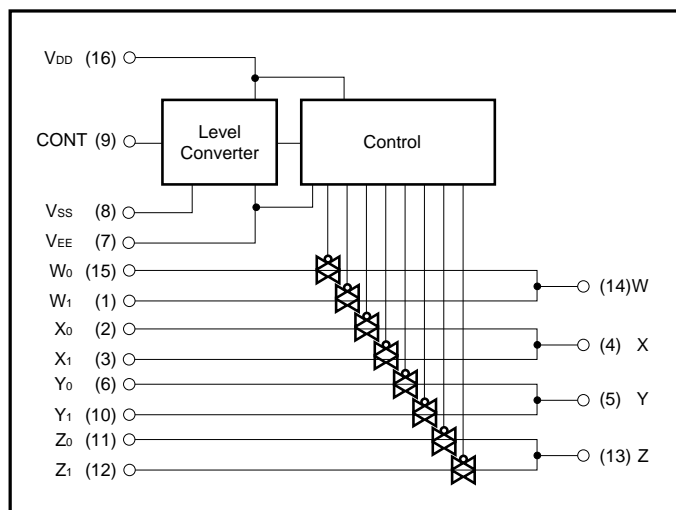 VDD (16)
CONT (9)
Level
Converter
Control
VSS (8)
VEE (7)
W0 (15)
W1 (1)
X0 (2)
X1 (3)
Y0 (6)
Y1 (10)
Z0 (11)
Z1 (12)
(14)W
(4) X
(5) Y
(13) Z